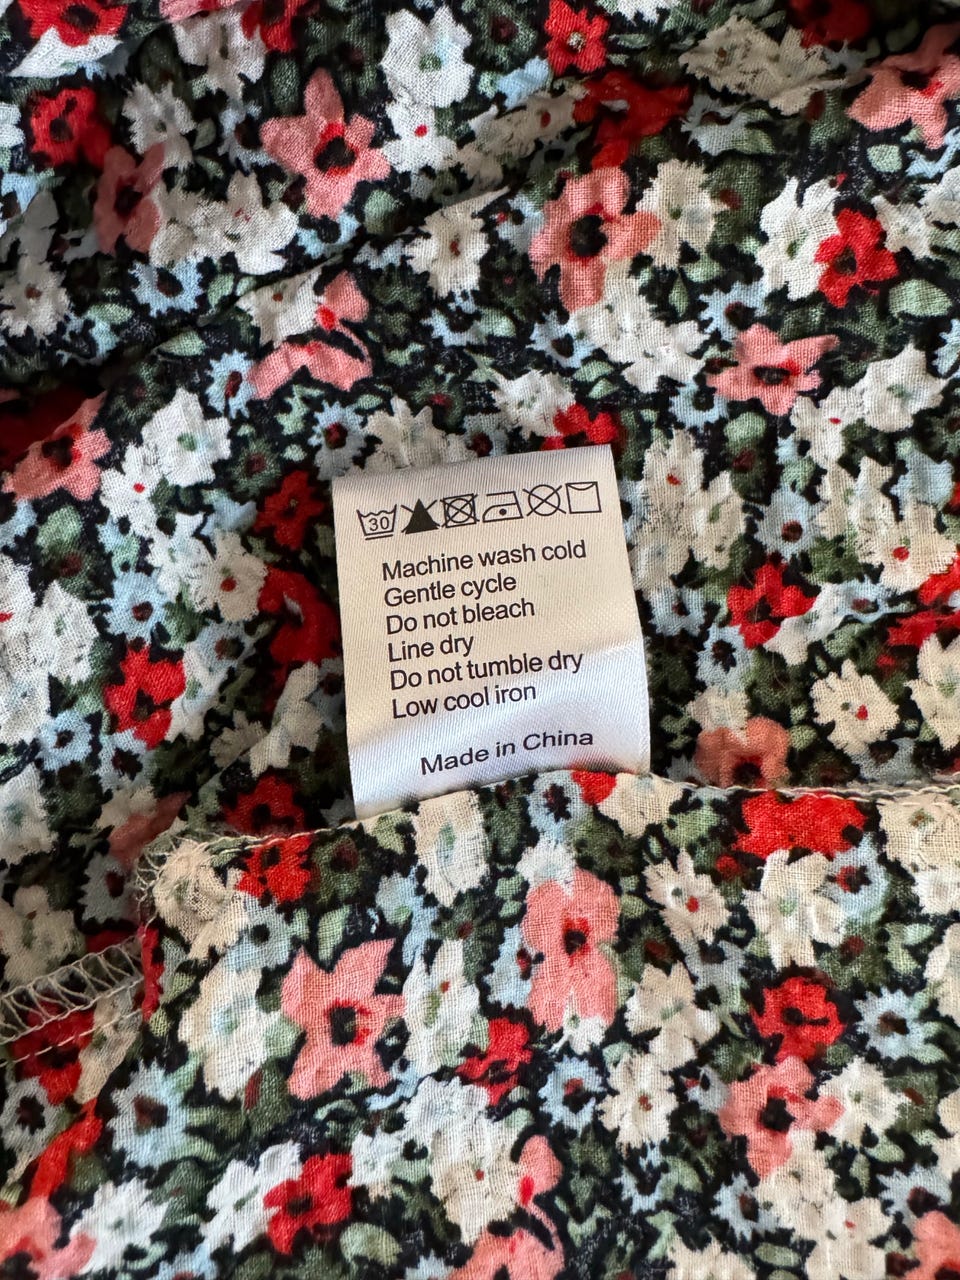 30
Machine wash cold
Gentle cycle
Do not bleach
Line dry
Do not tumble dry
Low cool iron
Made in China